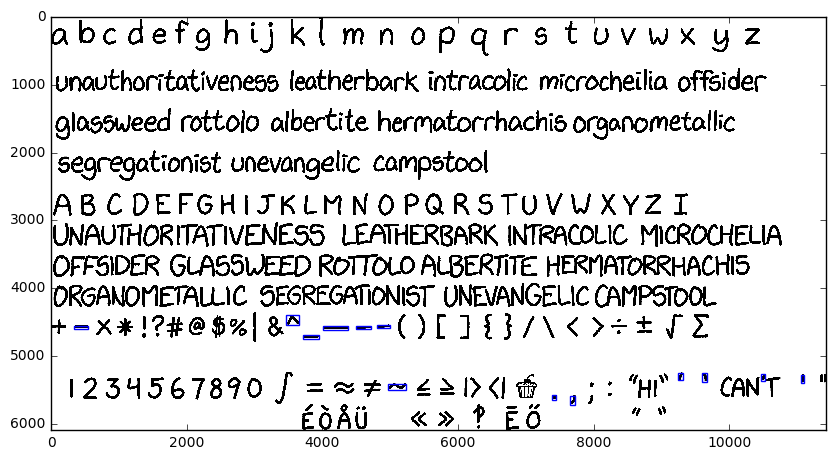 0
a b c d e f g h i j k l m n o p q r s t u v w x y z
1000
unauthoritativeness leatherbark intracolic microcheilia offsider
glassweed rottolo albertite hermatorrhachis organometallic
2000
segregationist unevangelic campstool
A B C D E F G H I J K L M N O P Q R S T U V W X Y Z I
3000
UNAUTHORITATIVENESS LEATHERBARK INTRACOLIC MICROCHELIA
OFFSIDER GLASSWEED ROTTOLO ALBERTITE HERMATORRHACHIS
4000
ORGANOMETALLIC SEGREGATIONIST UNEVANGELIC CAMPSTOOL
+ - × * ! ? # @ $ % | & ^ _ — – - ( ) [ ] { } / \ < > ÷ ± √ Σ
5000
1 2 3 4 5 6 7 8 9 0 ∫ = ≈ ≠ ~ ≤ ≥ |> <| . , ; : “HI” ' ' CAN'T ' "
6000
É Ò Å Ü « » ‽ Ē Ő “ ”
0 2000 4000 6000 8000 10000